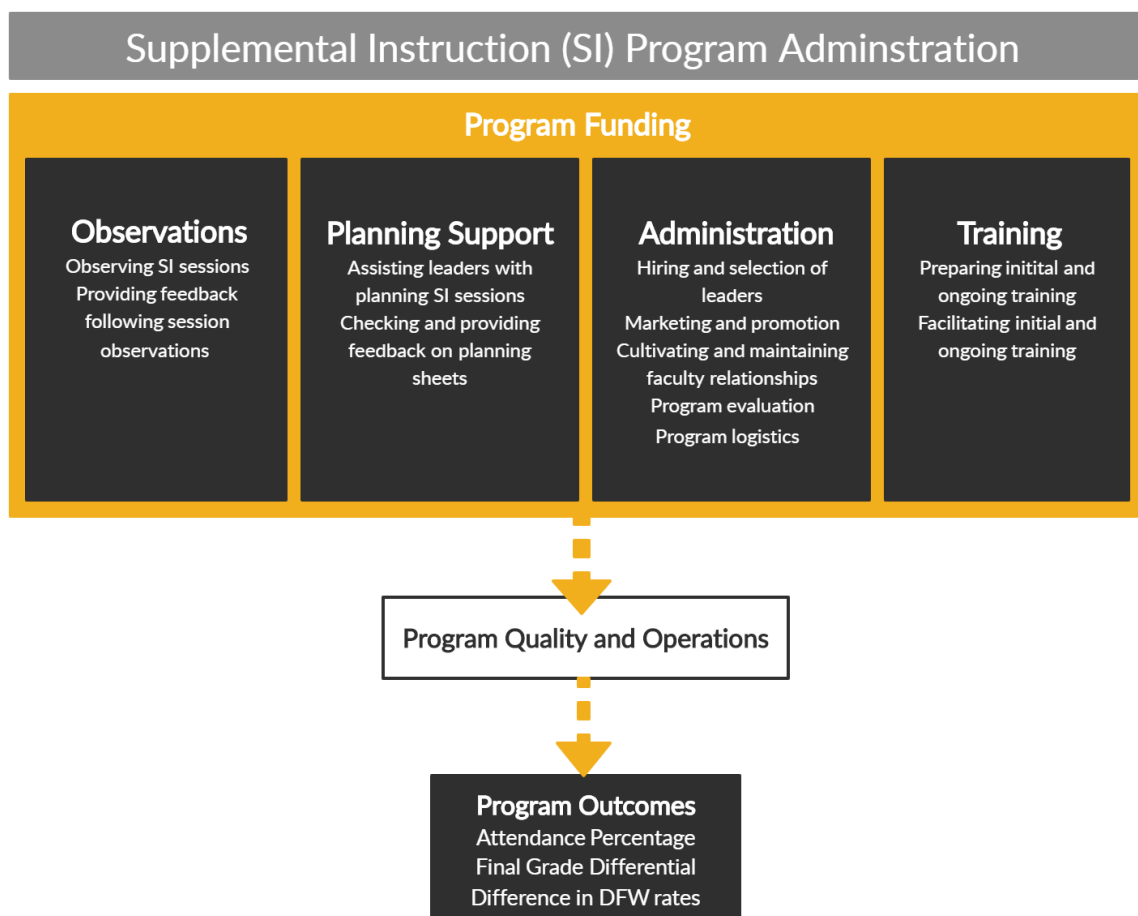 Supplemental Instruction (SI) Program Adminstration
Program Funding
Observations
Observing SI sessions
Providing feedback
following session
observations
Planning Support
Assisting leaders with
planning SI sessions
Checking and providing
feedback on planning
sheets
Administration
Hiring and selection of
leaders
Marketing and promotion
Cultivating and maintaining
faculty relationships
Program evaluation
Program logistics
Training
Preparing initital and
ongoing training
Facilitating initial and
ongoing training
Program Quality and Operations
Program Outcomes
Attendance Percentage
Final Grade Differential
Difference in DFW rates